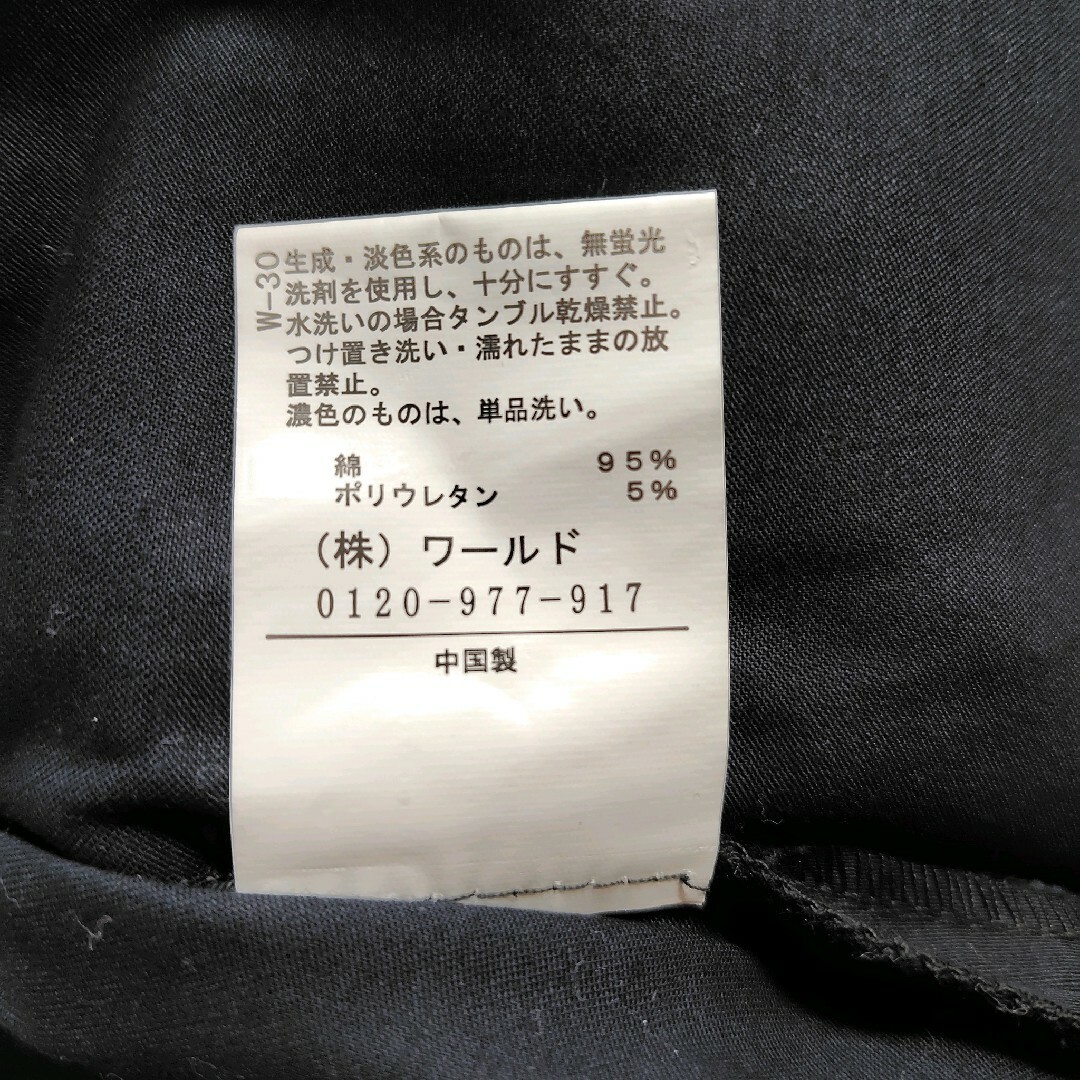 W-30
生成・淡色系のものは、無蛍光
洗剤を使用し、十分にすすぐ。
水洗いの場合タンブル乾燥禁止。
つけ置き洗い・濡れたままの放
置禁止。
濃色のものは、単品洗い。
綿 95%
ポリウレタン 5%
(株) ワールド
0120-977-917
中国製